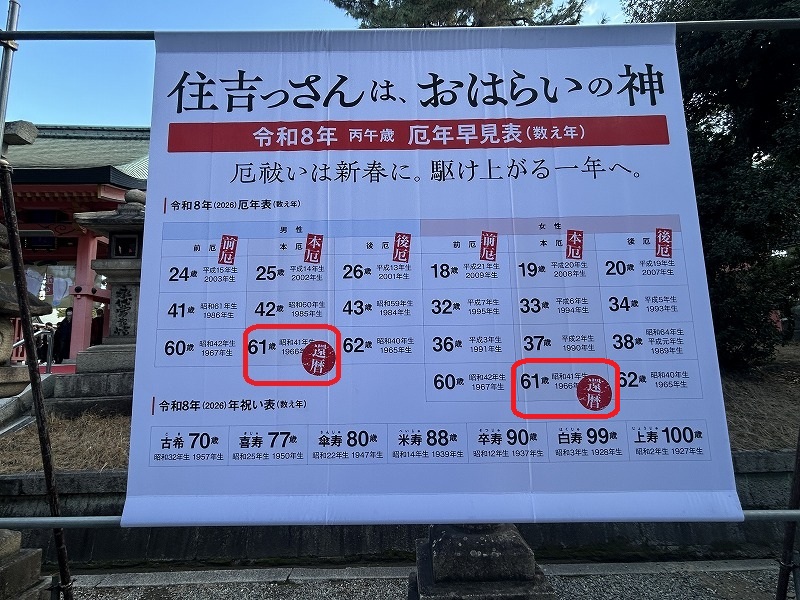 住吉っさんは、おはらいの神
令和8年 丙午歳 厄年早見表(数え年)
厄祓いは新春に。駆け上がる一年へ。
令和8年(2026)厄年表(数え年)
男性 女性
前厄 前厄 本厄 本厄 後厄 後厄 前厄 前厄 本厄 本厄 後厄 後厄
24歳 平成15年生 2003年生 25歳 平成14年生 2002年生 26歳 平成13年生 2001年生 18歳 平成21年生 2009年生 19歳 平成20年生 2008年生 20歳 平成19年生 2007年生
41歳 昭和61年生 1986年生 42歳 昭和60年生 1985年生 43歳 昭和59年生 1984年生 32歳 平成7年生 1995年生 33歳 平成6年生 1994年生 34歳 平成5年生 1993年生
60歳 昭和42年生 1967年生 61歳 昭和41年生 1966年 還暦 62歳 昭和40年生 1965年生 36歳 平成3年生 1991年生 37歳 平成2年生 1990年生 38歳 昭和64年生 平成元年生 1989年生
60歳 昭和42年生 1967年生 61歳 昭和41年生 1966年 還暦 62歳 昭和40年生 1965年生
令和8年(2026)年祝い表(数え年)
古希 70歳 喜寿 77歳 傘寿 80歳 米寿 88歳 卒寿 90歳 白寿 99歳 上寿 100歳
昭和32年生 1957年生 昭和25年生 1950年生 昭和22年生 1947年生 昭和14年生 1939年生 昭和12年生 1937年生 昭和3年生 1928年生 昭和2年生 1927年生